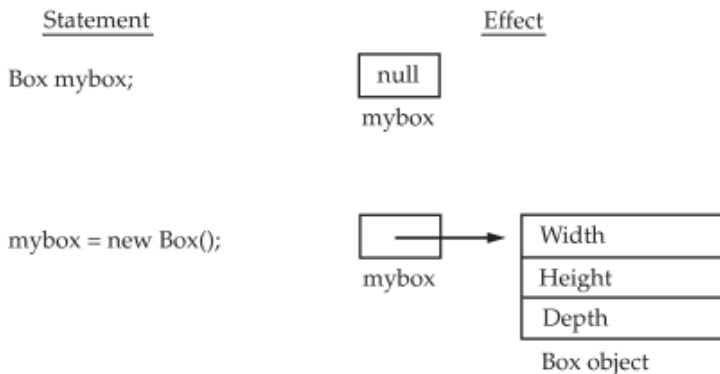 Statement
Effect
Box mybox;
null
mybox
mybox = new Box();
mybox
Width
Height
Depth
Box object